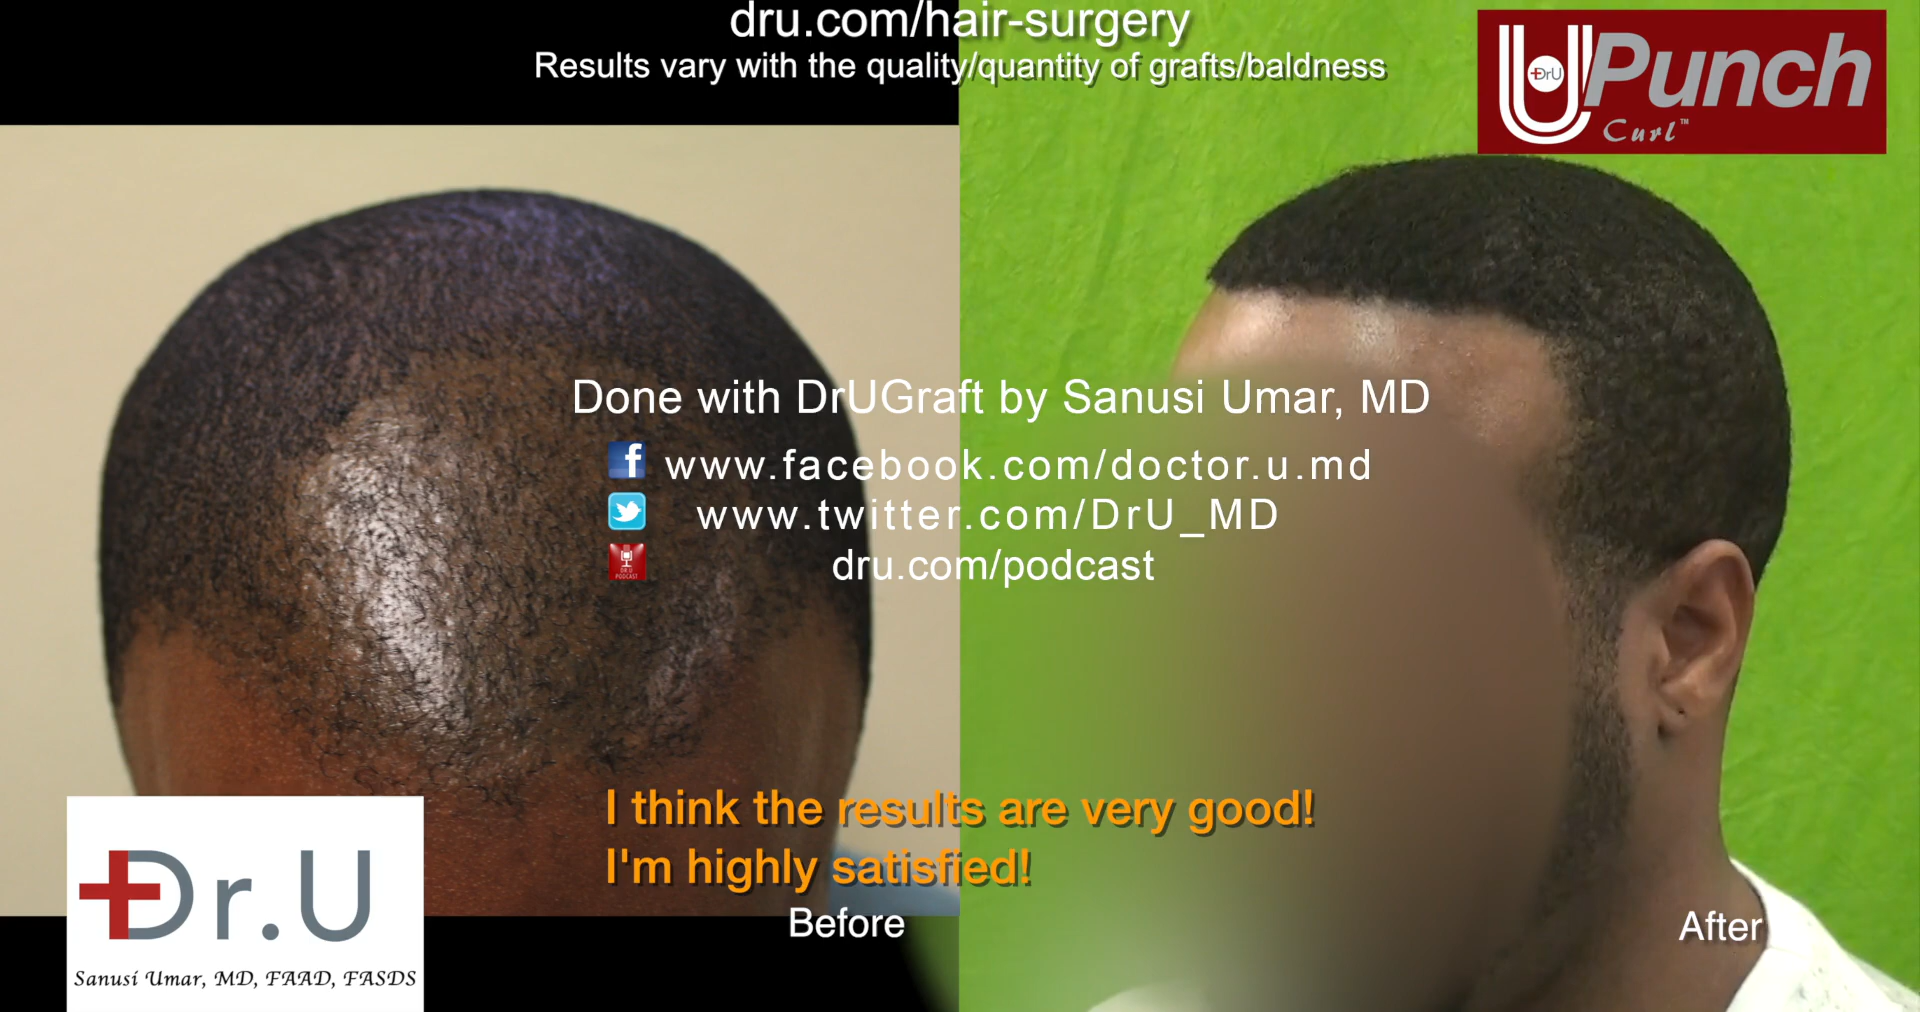 dru.com/hair-surgery
Results vary with the quality/quantity of grafts/baldness
DrU
UPunch
Curl™
Done with DrUGraft by Sanusi Umar, MD
f www.facebook.com/doctor.u.md
www.twitter.com/DrU_MD
DR U
PODCAST
dru.com/podcast
I think the results are very good!
I'm highly satisfied!
Before
After
Dr.U
Sanusi Umar, MD, FAAD, FASDS